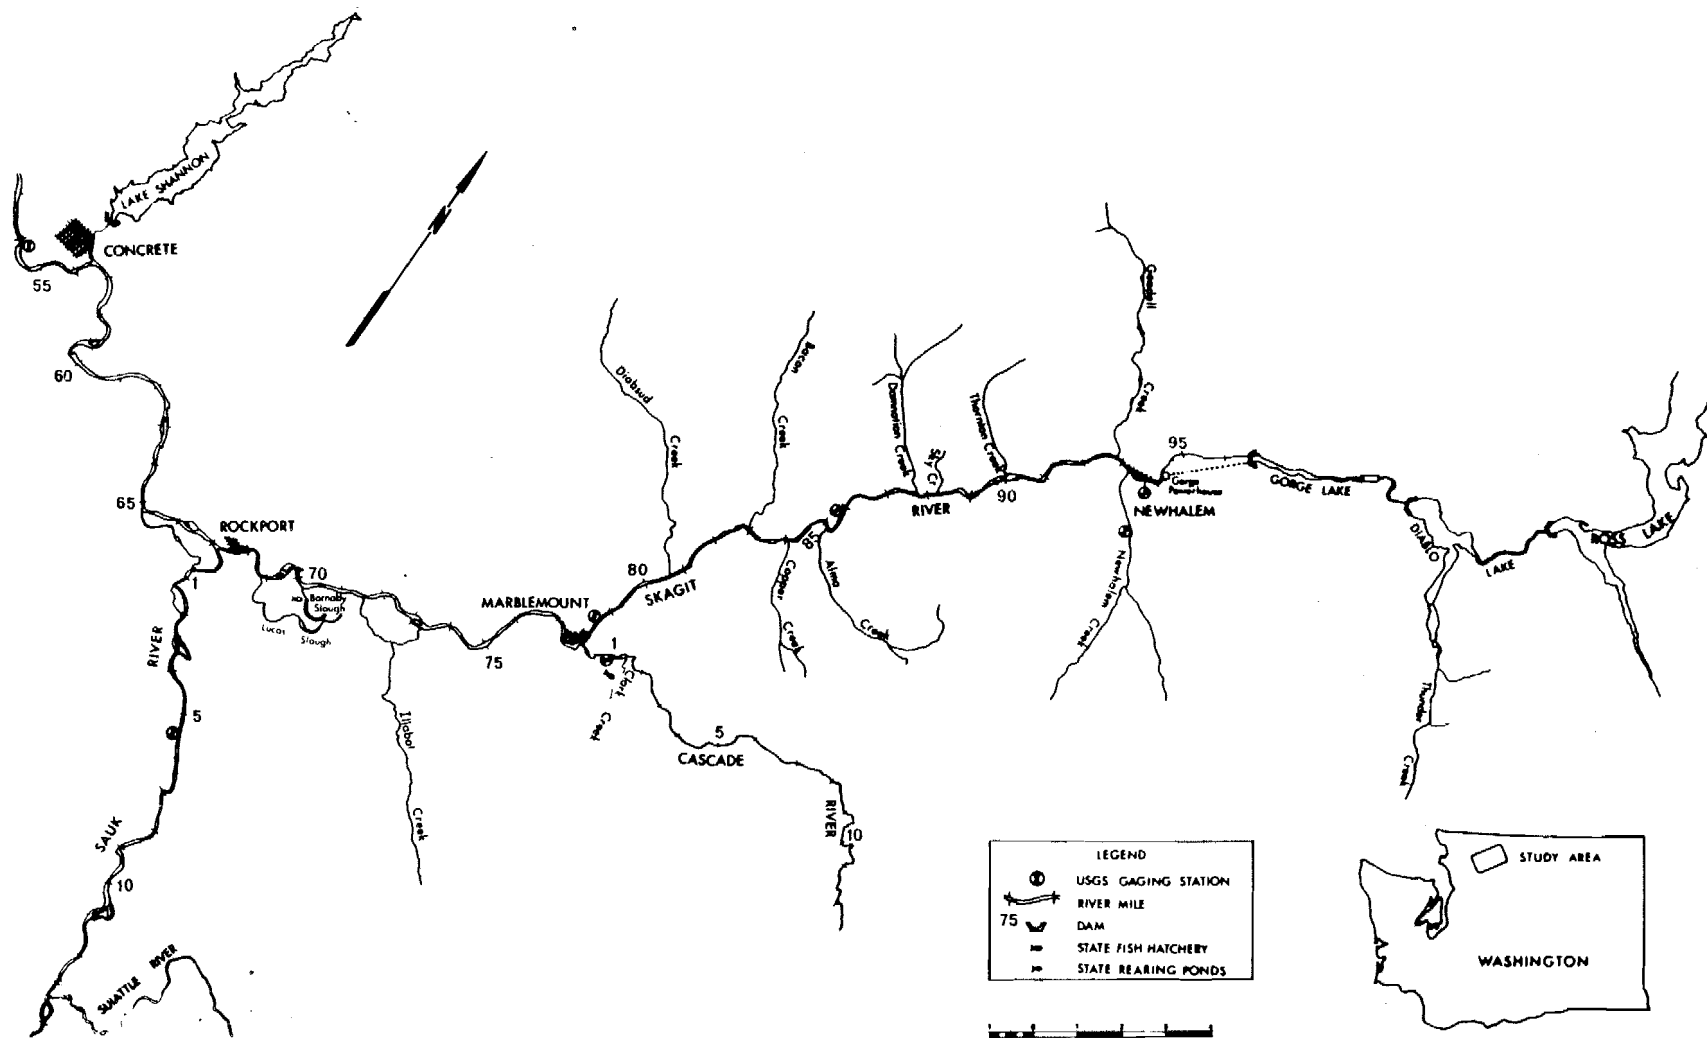 LAKE SHANNON
N
CONCRETE
55
60
65
ROCKPORT
70
Barnaby
Slough
Lucas Slough
1
RIVER
5
SAUK
10
SUIATTLE RIVER
Illabot
Creek
75
MARBLEMOUNT
1
Clark
Creek
5
CASCADE
RIVER
10
80
SKAGIT
Diobsud
Creek
Bacon
Creek
85
Copper
Creek
Alma
Creek
Damnation Creek
Sky Cr
RIVER
Thornton Creek
90
Goodell
Creek
95
Gorge
Powerhouse
NEWHALEM
Newhalem
Creek
GORGE LAKE
DIABLO
LAKE
Thunder
Creek
ROSS LAKE
LEGEND
USGS GAGING STATION
RIVER MILE
75
DAM
STATE FISH HATCHERY
STATE REARING PONDS
STUDY AREA
WASHINGTON